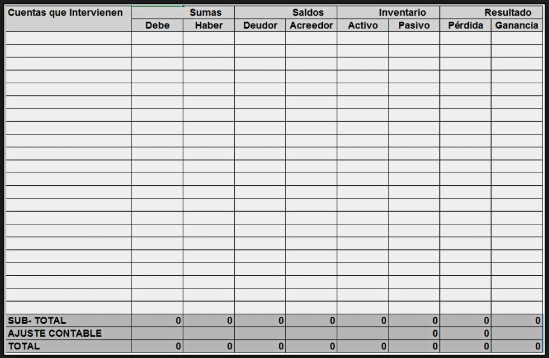 Cuentas que Intervienen Sumas Saldos Inventario Resultado
Debe Haber Deudor Acreedor Activo Pasivo Pérdida Ganancia
SUB- TOTAL 0 0 0 0 0 0 0 0
AJUSTE CONTABLE 0 0
TOTAL 0 0 0 0 0 0 0 0